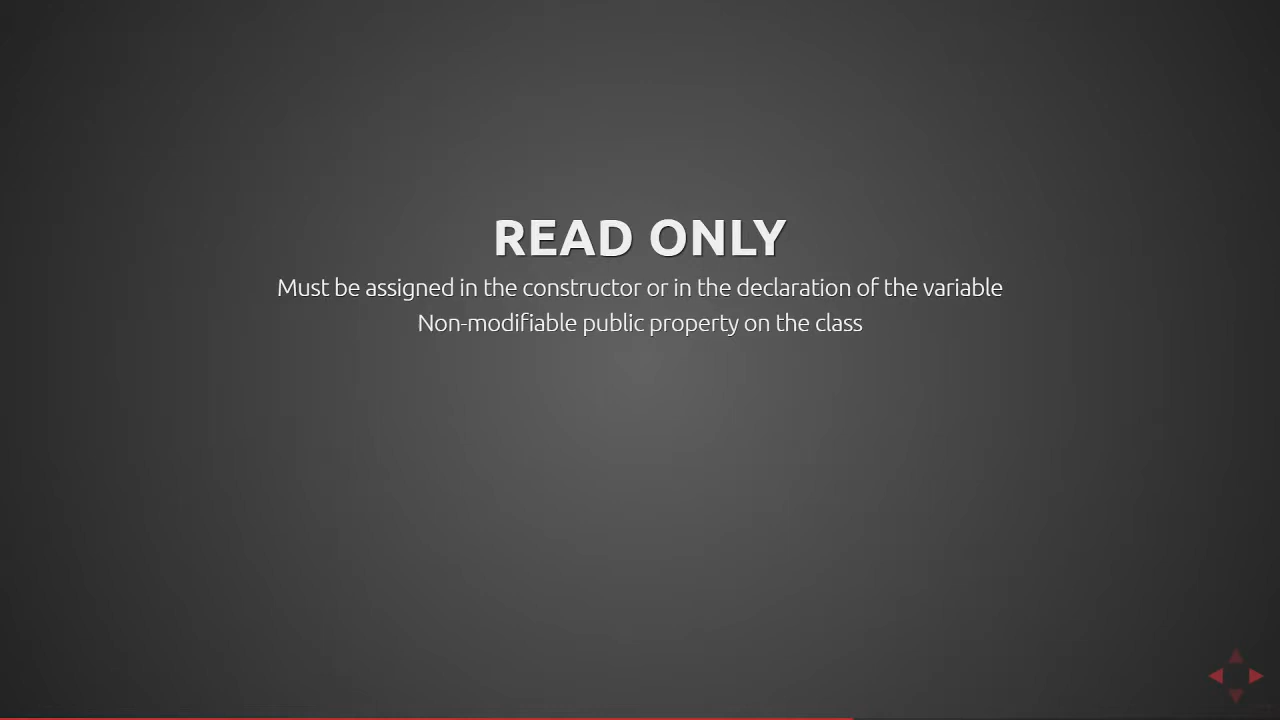 READ ONLY
Must be assigned in the constructor or in the declaration of the variable
Non-modifiable public property on the class